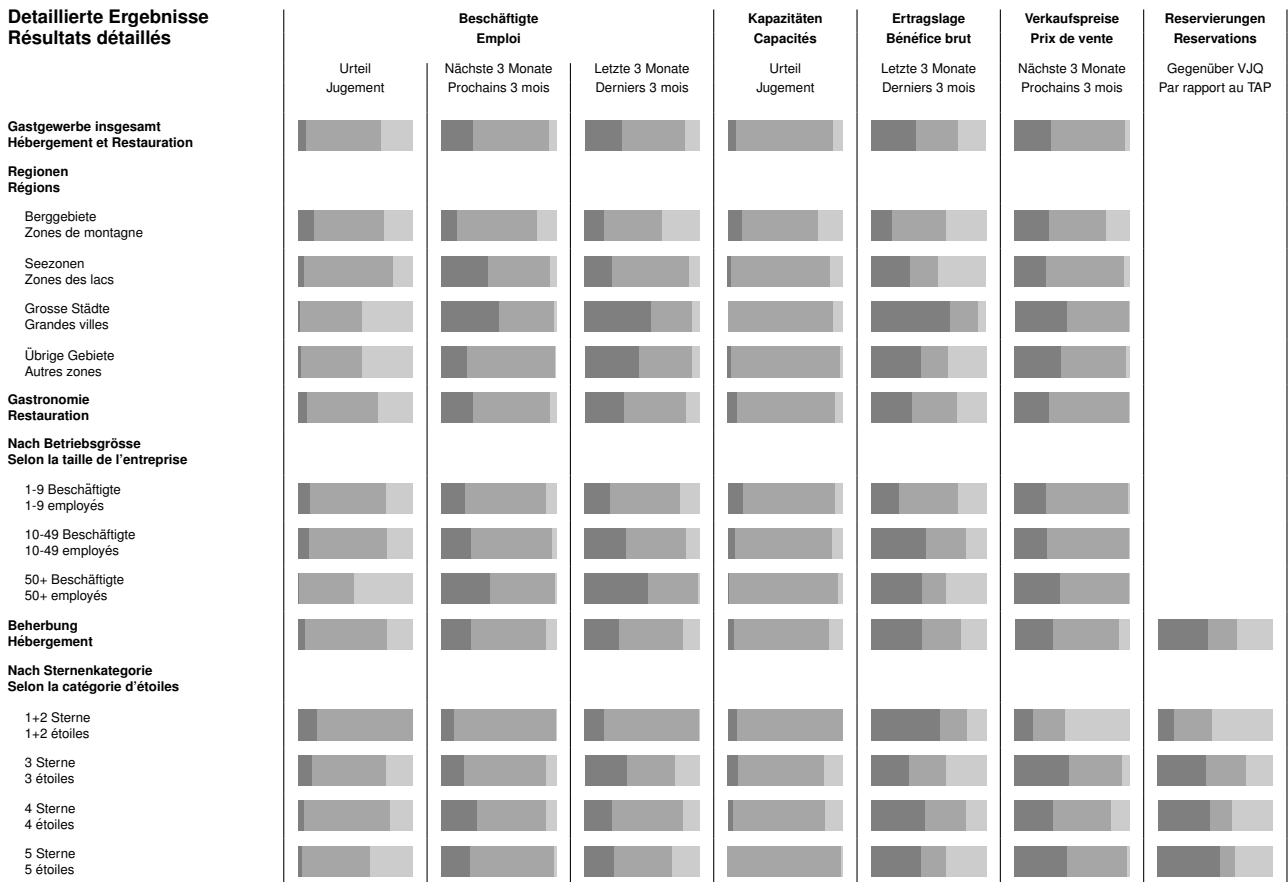 Detaillierte Ergebnisse
Résultats détaillés
Beschäftigte
Emploi
Kapazitäten
Capacités
Ertragslage
Bénéfice brut
Verkaufspreise
Prix de vente
Reservierungen
Reservations
Urteil
Jugement
Nächste 3 Monate
Prochains 3 mois
Letzte 3 Monate
Derniers 3 mois
Urteil
Jugement
Letzte 3 Monate
Derniers 3 mois
Nächste 3 Monate
Prochains 3 mois
Gegenüber VJQ
Par rapport au TAP
Gastgewerbe insgesamt
Hébergement et Restauration
Regionen
Régions
Berggebiete
Zones de montagne
Seezonen
Zones des lacs
Grosse Städte
Grandes villes
Übrige Gebiete
Autres zones
Gastronomie
Restauration
Nach Betriebsgrösse
Selon la taille de l'entreprise
1-9 Beschäftigte
1-9 employés
10-49 Beschäftigte
10-49 employés
50+ Beschäftigte
50+ employés
Beherbung
Hébergement
Nach Sternenkategorie
Selon la catégorie d'étoiles
1+2 Sterne
1+2 étoiles
3 Sterne
3 étoiles
4 Sterne
4 étoiles
5 Sterne
5 étoiles